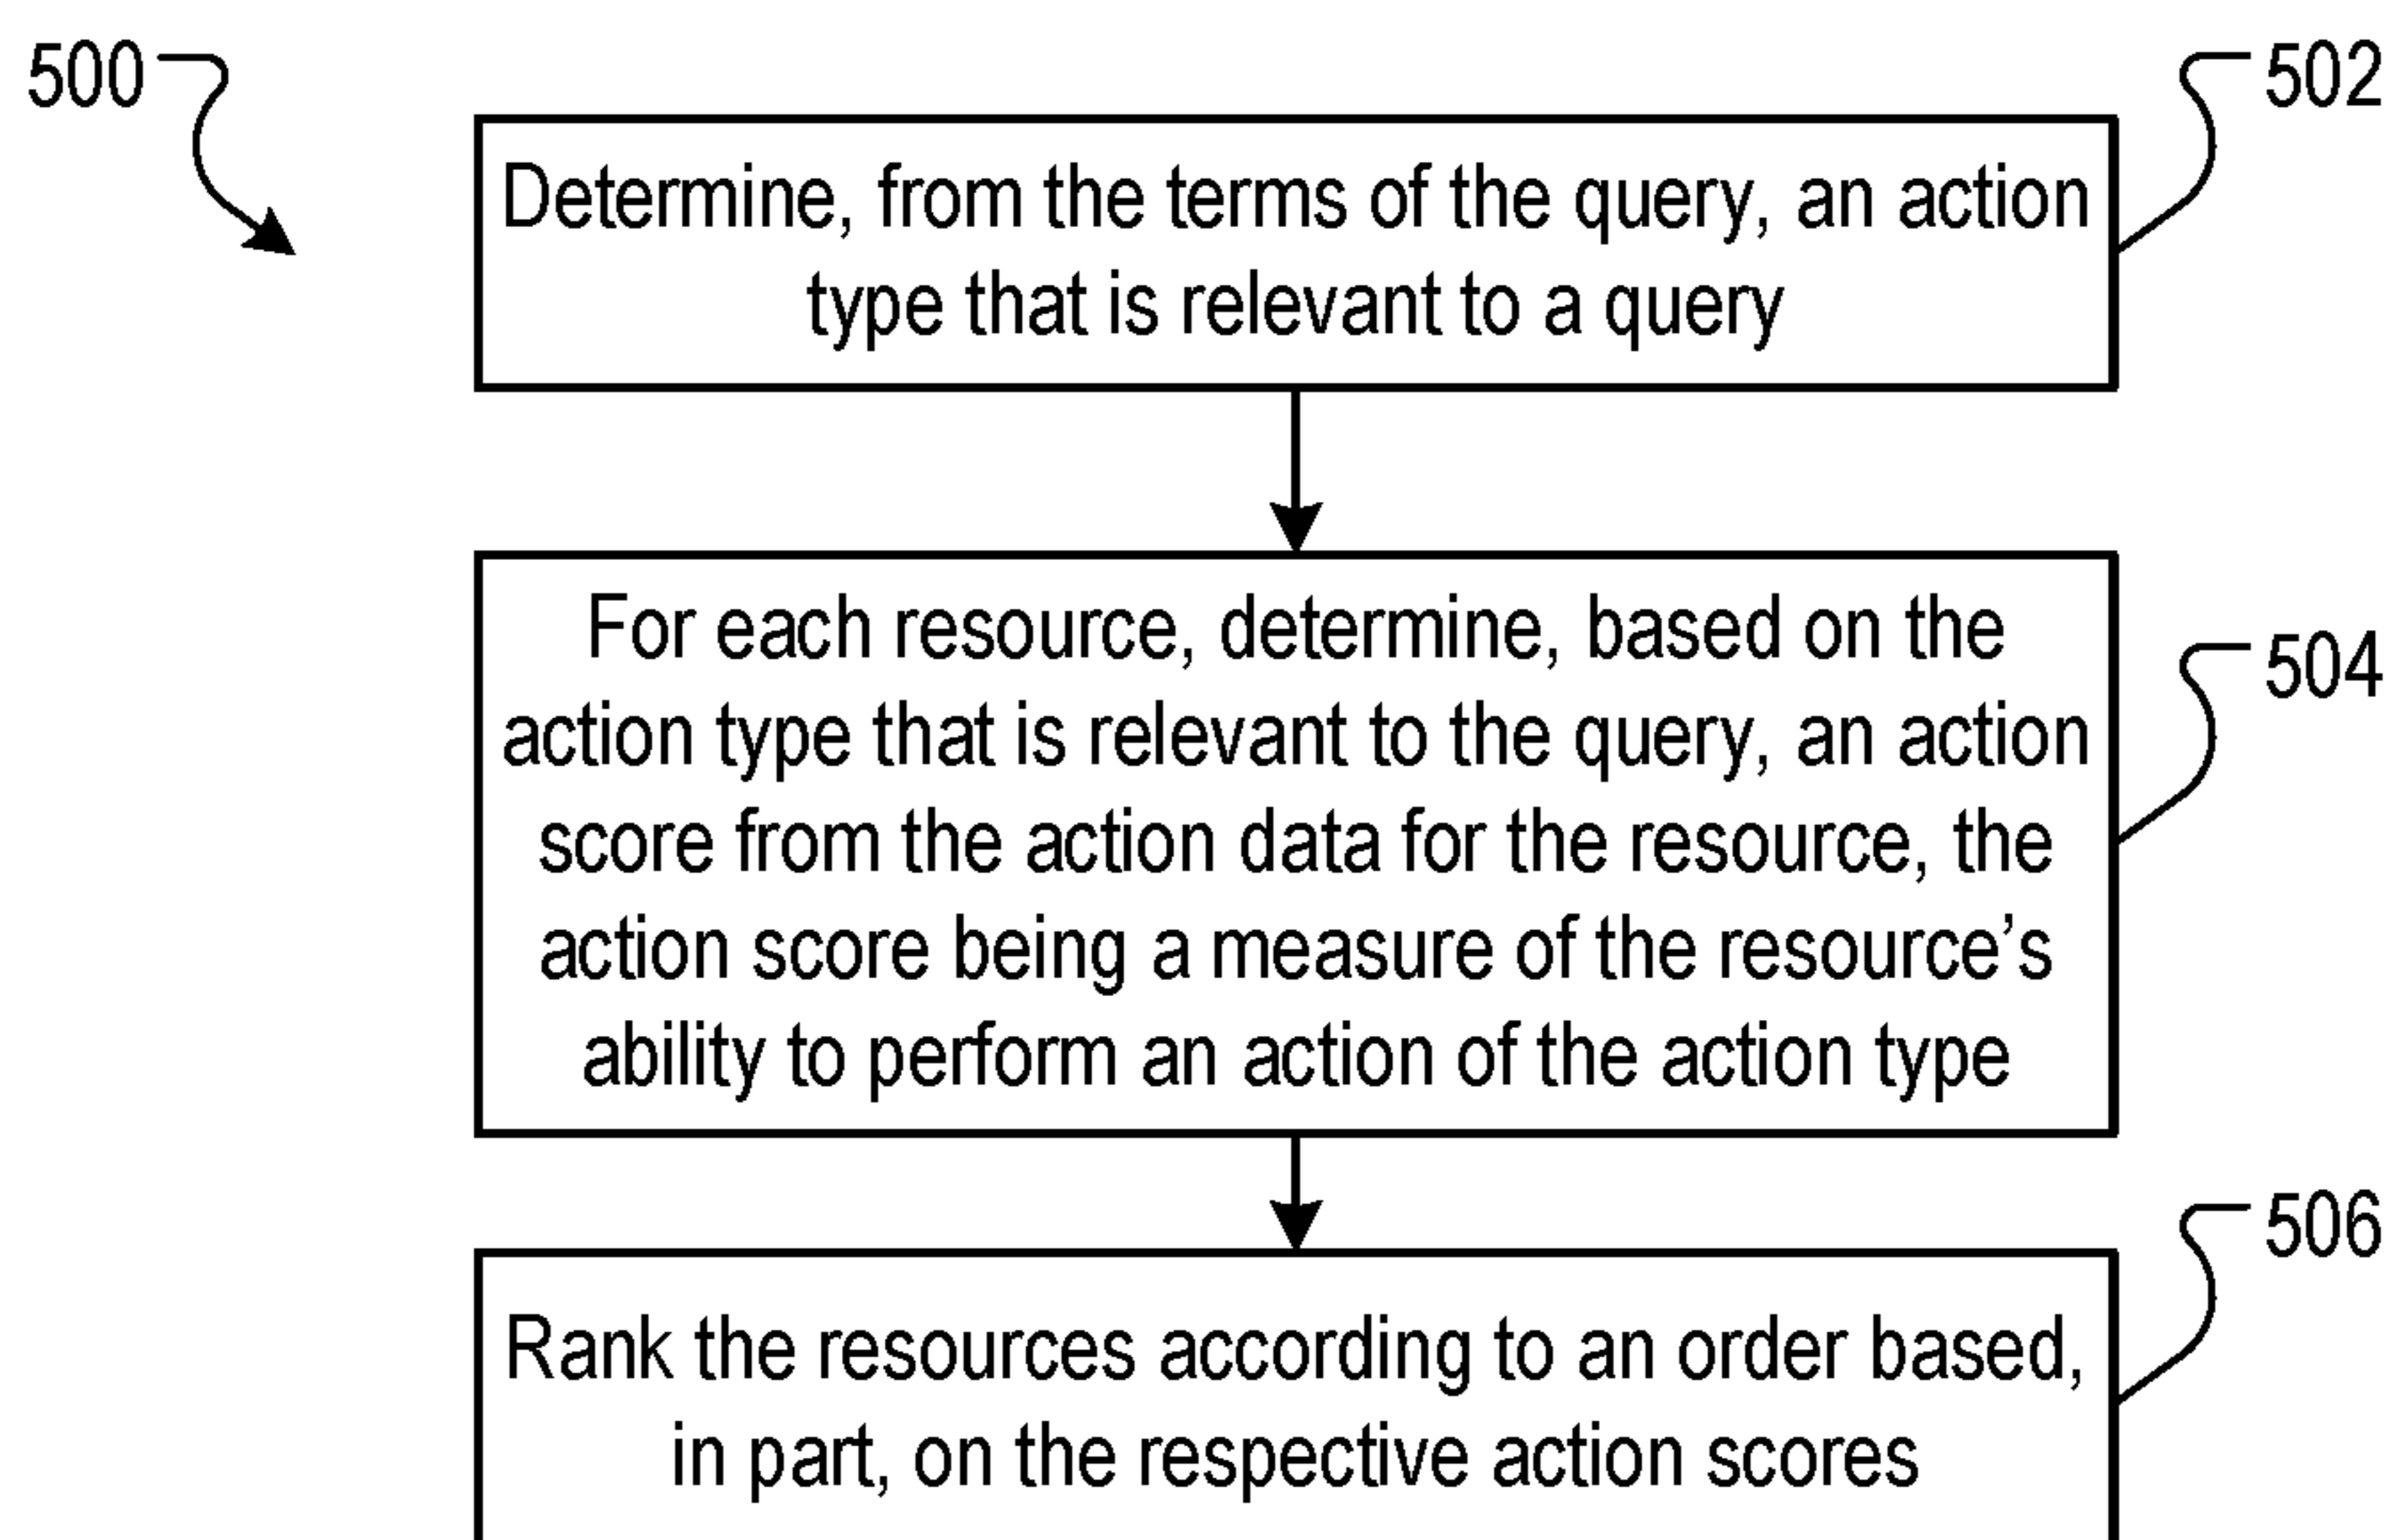 500
502
Determine, from the terms of the query, an action
type that is relevant to a query
For each resource, determine, based on the
504
action type that is relevant to the query, an action
score from the action data for the resource, the
action score being a measure of the resource’s
ability to perform an action of the action type
506
Rank the resources according to an order based,
in part, on the respective action scores